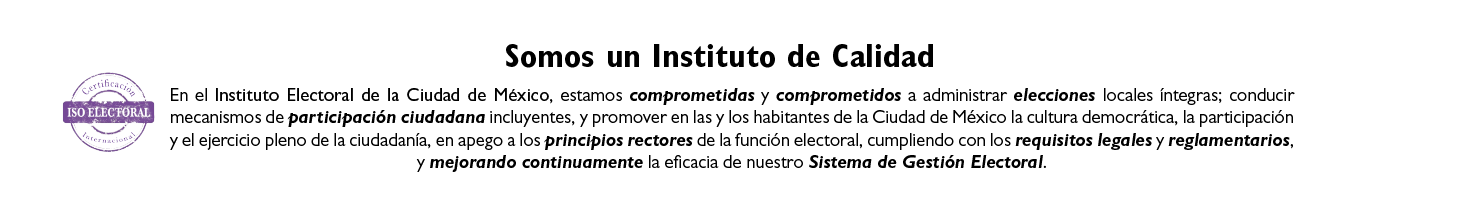 Somos un Instituto de Calidad
Certificación
ISO ELECTORAL
Internacional
En el Instituto Electoral de la Ciudad de México, estamos comprometidas y comprometidos a administrar elecciones locales íntegras; conducir
mecanismos de participación ciudadana incluyentes, y promover en las y los habitantes de la Ciudad de México la cultura democrática, la participación
y el ejercicio pleno de la ciudadanía, en apego a los principios rectores de la función electoral, cumpliendo con los requisitos legales y reglamentarios,
y mejorando continuamente la eficacia de nuestro Sistema de Gestión Electoral.